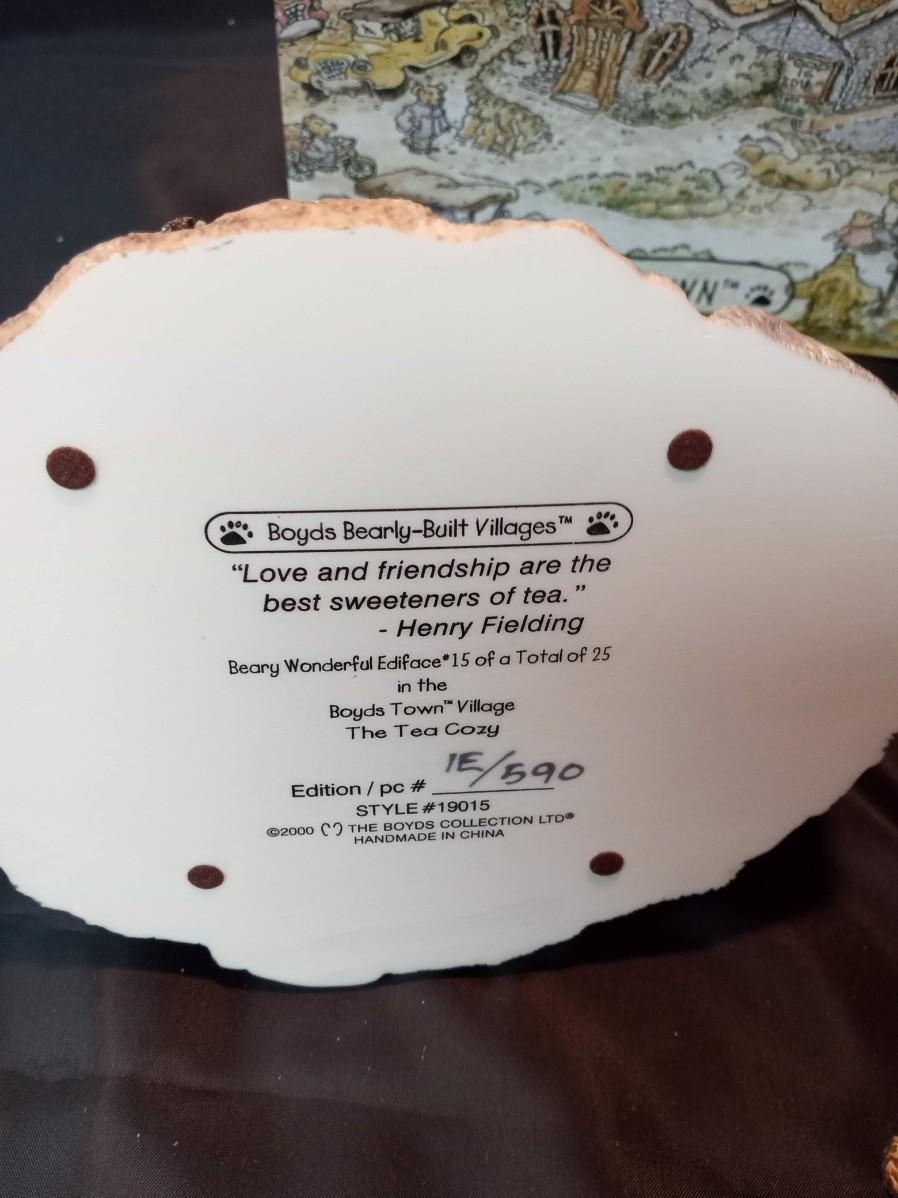 WN™
Boyds Bearly-Built Villages™
“Love and friendship are the
best sweeteners of tea.”
- Henry Fielding
Beary Wonderful Ediface#15 of a Total of 25
in the
Boyds Town™ Village
The Tea Cozy
Edition / pc # 1E/590
STYLE #19015
©2000 THE BOYDS COLLECTION LTD®
HANDMADE IN CHINA